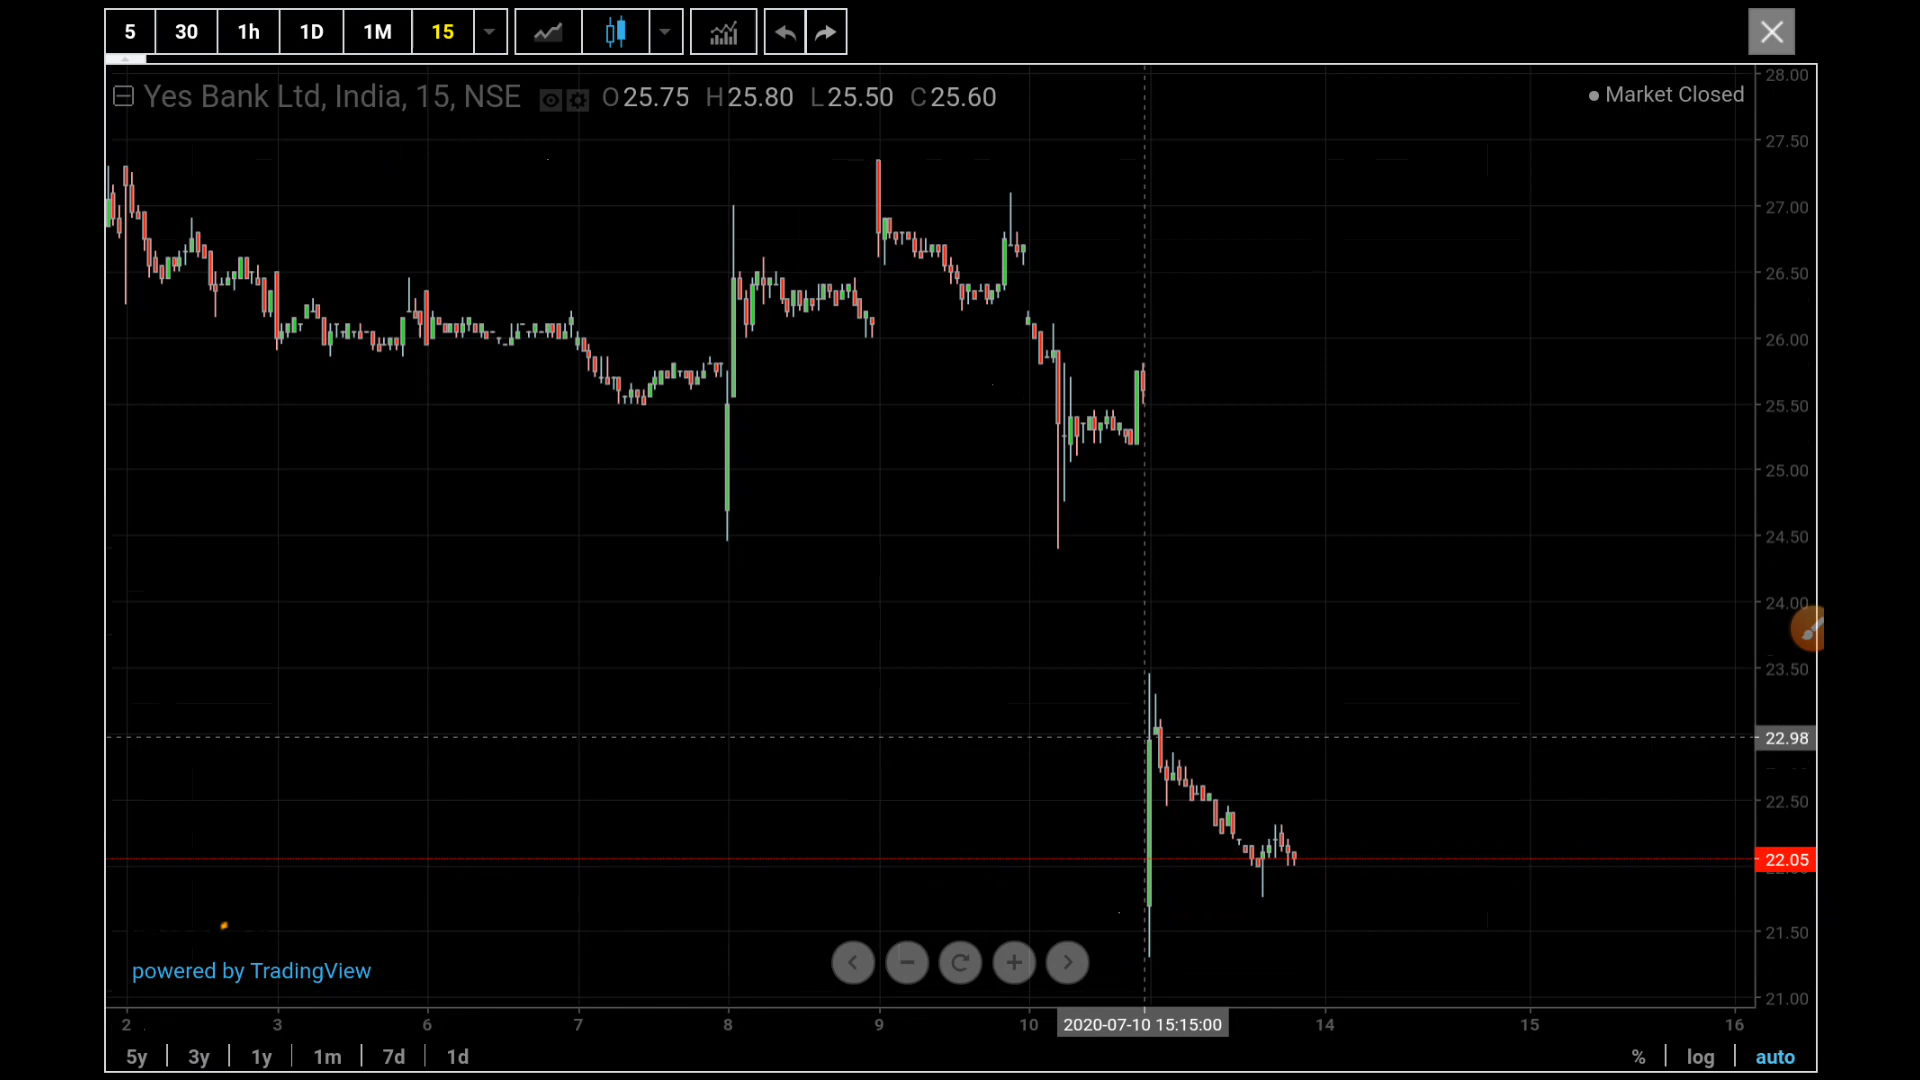 5 30 1h 1D 1M 15
Yes Bank Ltd, India, 15, NSE O25.75 H25.80 L25.50 C25.60
Market Closed
28.00
27.50
27.00
26.50
26.00
25.50
25.00
24.50
24.00
23.50
22.98
22.50
22.05
21.50
21.00
powered by TradingView
2 3 6 7 8 9 10 2020-07-10 15:15:00 14 15 16
5y 3y 1y 1m 7d 1d % log auto